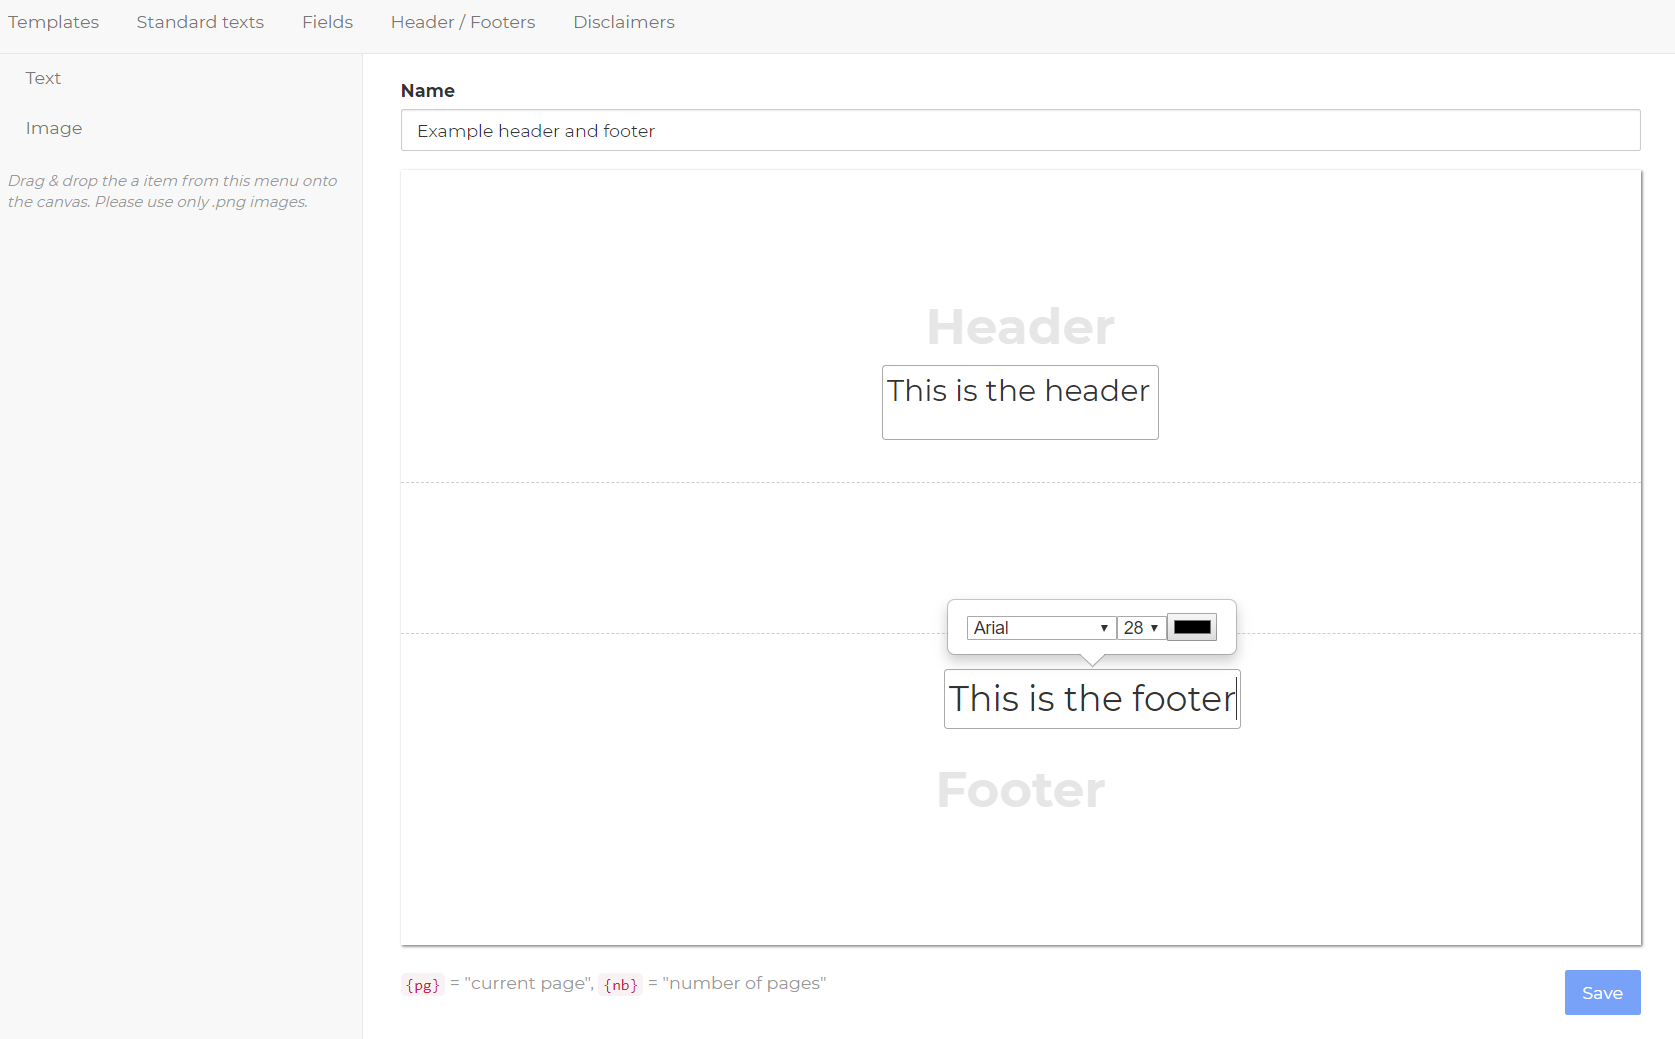 Templates Standard texts Fields Header / Footers Disclaimers
Text
Image
Drag & drop the a item from this menu onto
the canvas. Please use only .png images.
Name
Example header and footer
Header
This is the header
Arial 28
This is the footer
Footer
{pg} = "current page", {nb} = "number of pages"
Save